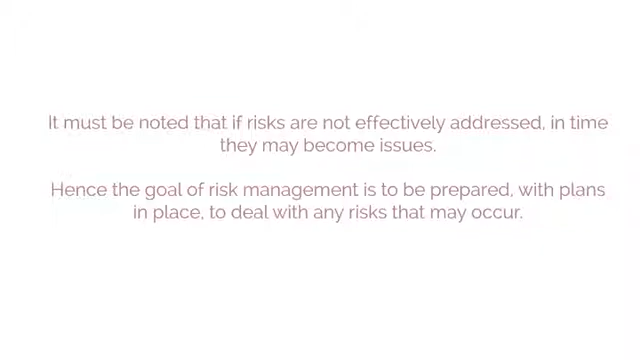 It must be noted that if risks are not effectively addressed, in time
they may become issues.
Hence the goal of risk management is to be prepared, with plans
in place, to deal with any risks that may occur.